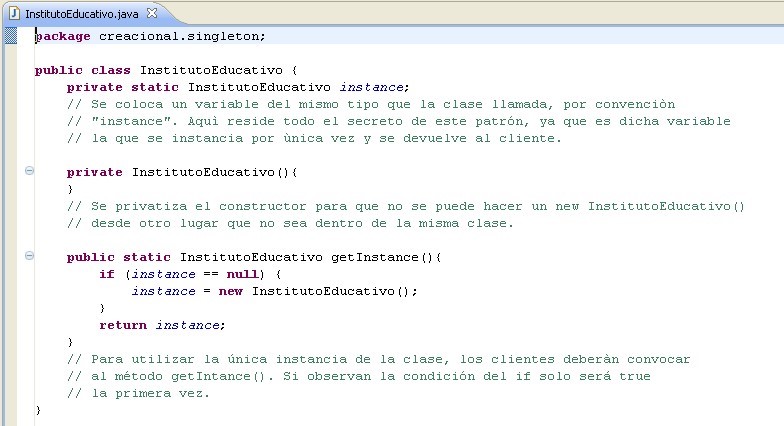 InstitutoEducativo.java
package creacional.singleton;
public class InstitutoEducativo {
private static InstitutoEducativo instance;
// Se coloca un variable del mismo tipo que la clase llamada, por convenciòn
// "instance". Aquì reside todo el secreto de este patrón, ya que es dicha variable
// la que se instancia por ùnica vez y se devuelve al cliente.
private InstitutoEducativo(){
}
// Se privatiza el constructor para que no se puede hacer un new InstitutoEducativo()
// desde otro lugar que no sea dentro de la misma clase.
public static InstitutoEducativo getInstance(){
if (instance == null) {
instance = new InstitutoEducativo();
}
return instance;
}
// Para utilizar la única instancia de la clase, los clientes deberàn convocar
// al método getIntance(). Si observan la condición del if solo será true
// la primera vez.
}